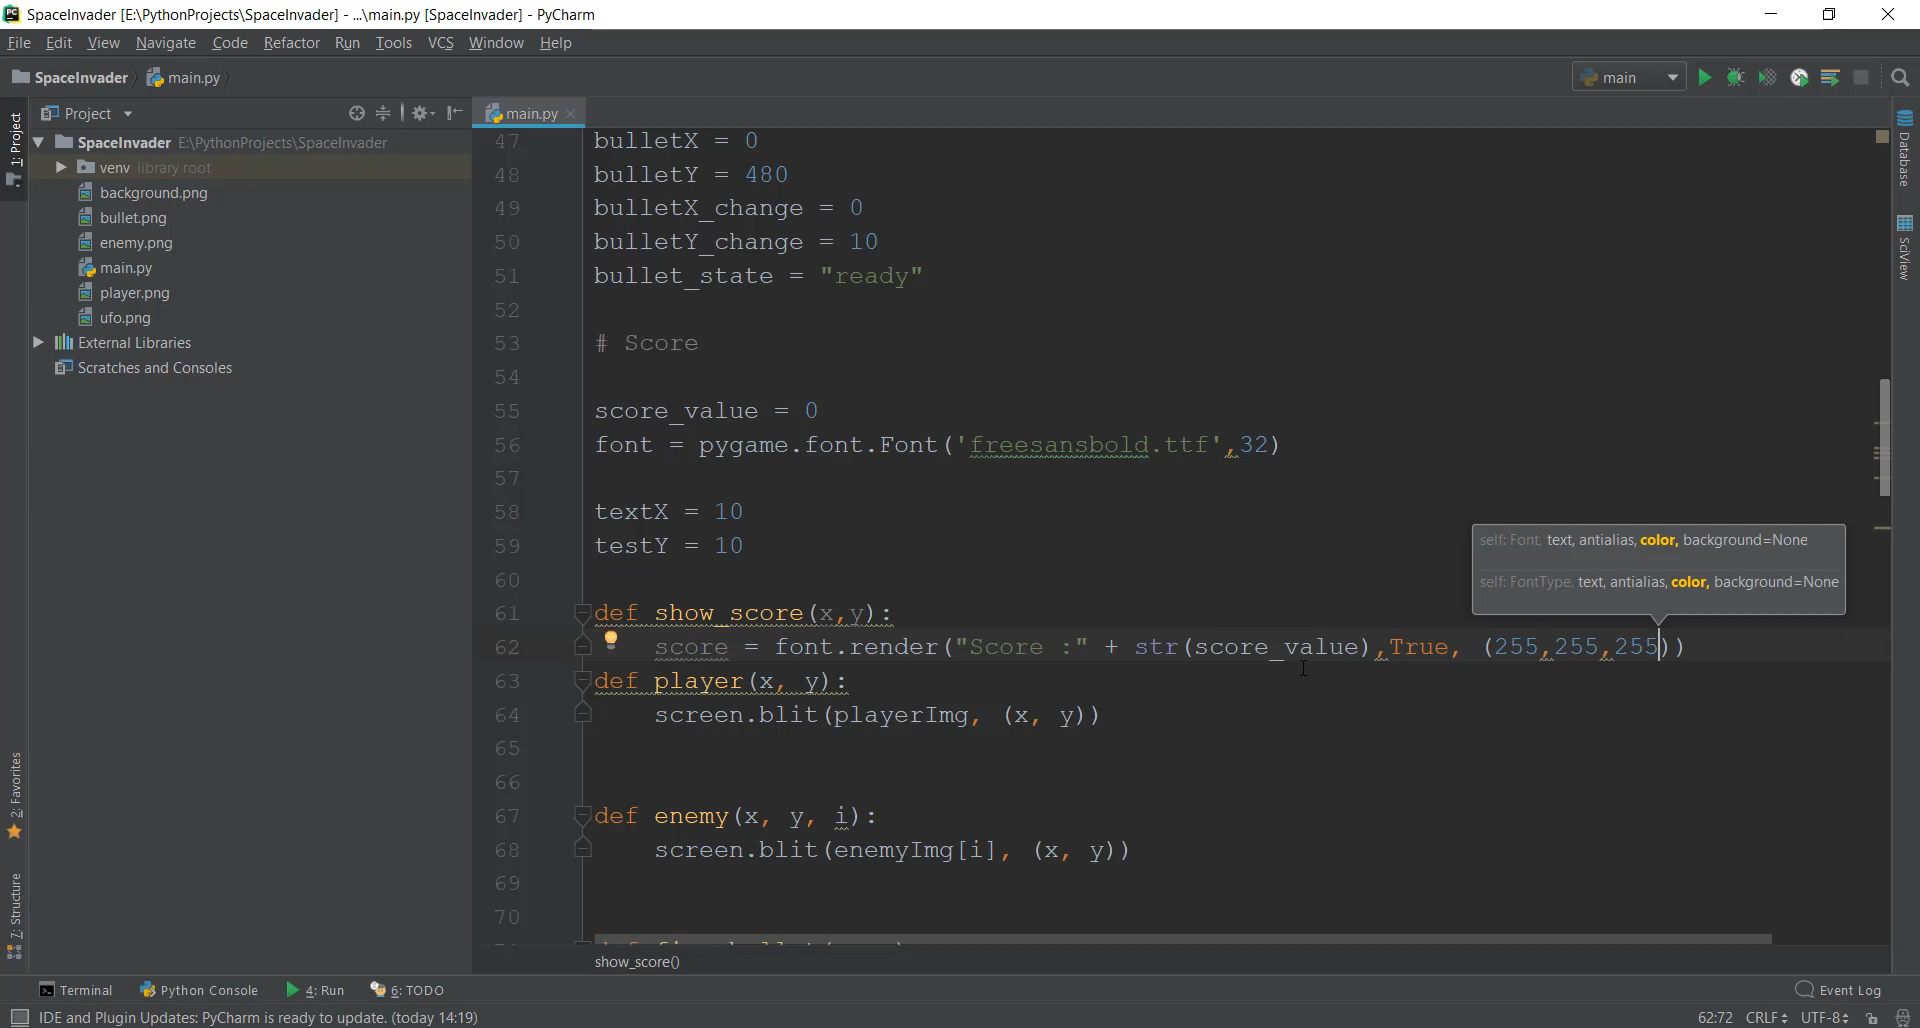 SpaceInvader [E:\PythonProjects\SpaceInvader] - ...\main.py [SpaceInvader] - PyCharm
File Edit View Navigate Code Refactor Run Tools VCS Window Help
SpaceInvader main.py main
Project main.py
1: Project
SpaceInvader E:\PythonProjects\SpaceInvader
venv library root
background.png
bullet.png
enemy.png
main.py
player.png
ufo.png
External Libraries
Scratches and Consoles
2: Favorites
7: Structure
47 bulletX = 0
48 bulletY = 480
49 bulletX_change = 0
50 bulletY_change = 10
51 bullet_state = "ready"
52
53 # Score
54
55 score_value = 0
56 font = pygame.font.Font('freesansbold.ttf',32)
57
58 textX = 10
59 testY = 10
60
61 def show_score(x,y):
62 score = font.render("Score :" + str(score_value),True, (255,255,255))
63 def player(x, y):
64 screen.blit(playerImg, (x, y))
65
66
67 def enemy(x, y, i):
68 screen.blit(enemyImg[i], (x, y))
69
70
self: Font, text, antialias, color, background=None
self: FontType, text, antialias, color, background=None
Database
SciView
show_score()
Terminal Python Console 4: Run 6: TODO Event Log
IDE and Plugin Updates: PyCharm is ready to update. (today 14:19) 62:72 CRLF UTF-8